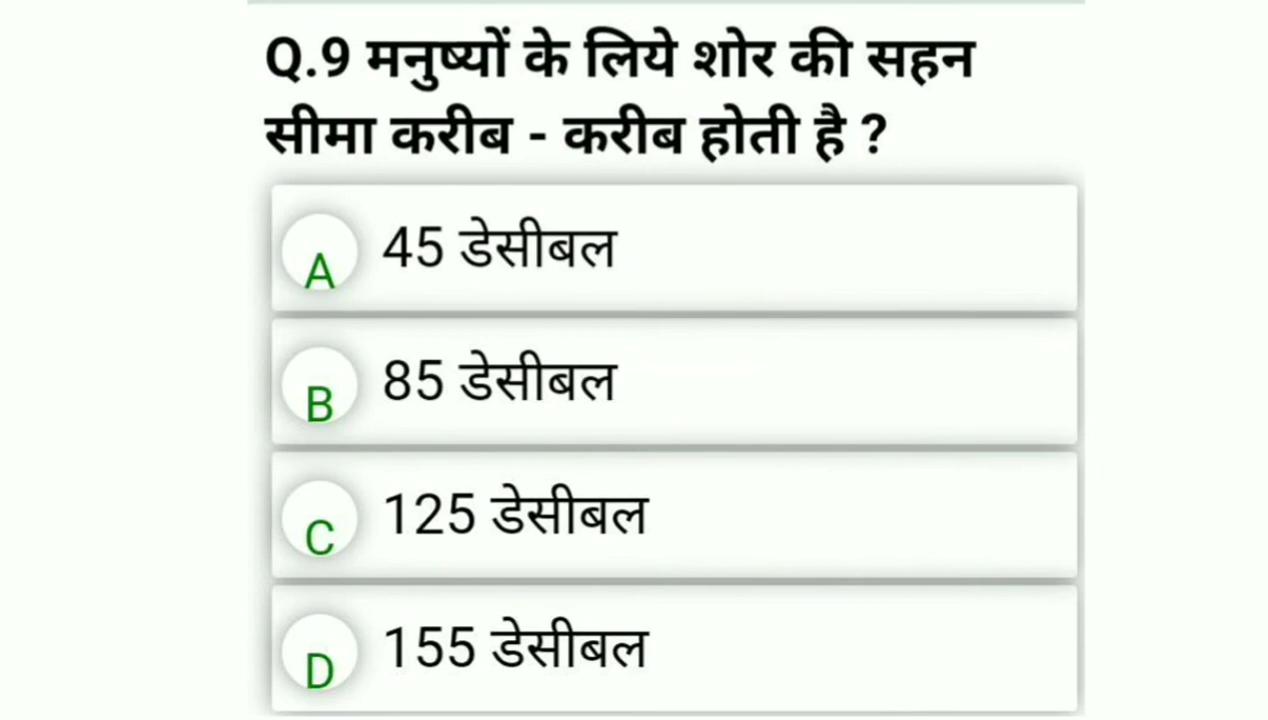 Q.9 मनुष्यों के लिये शोर की सहन
सीमा करीब - करीब होती है ?
A 45 डेसीबल
B 85 डेसीबल
C 125 डेसीबल
D 155 डेसीबल